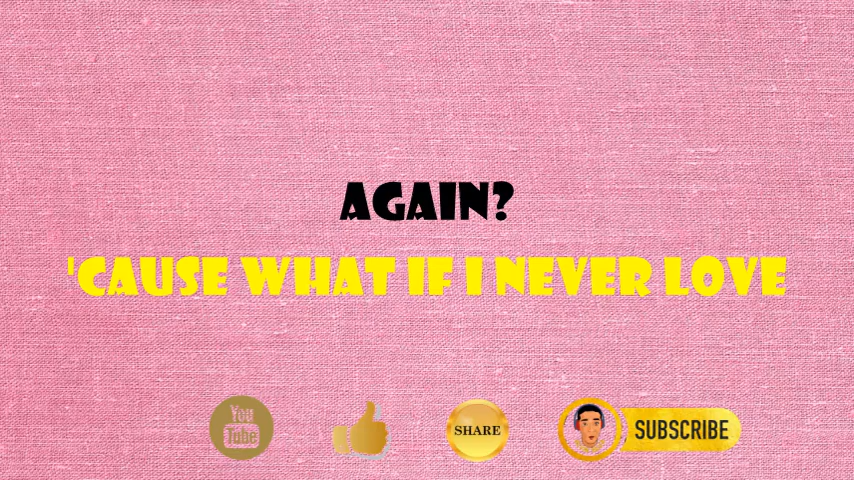 AGAIN?
'CAUSE WHAT IF I NEVER LOVE
You
Tube
SHARE
SUBSCRIBE